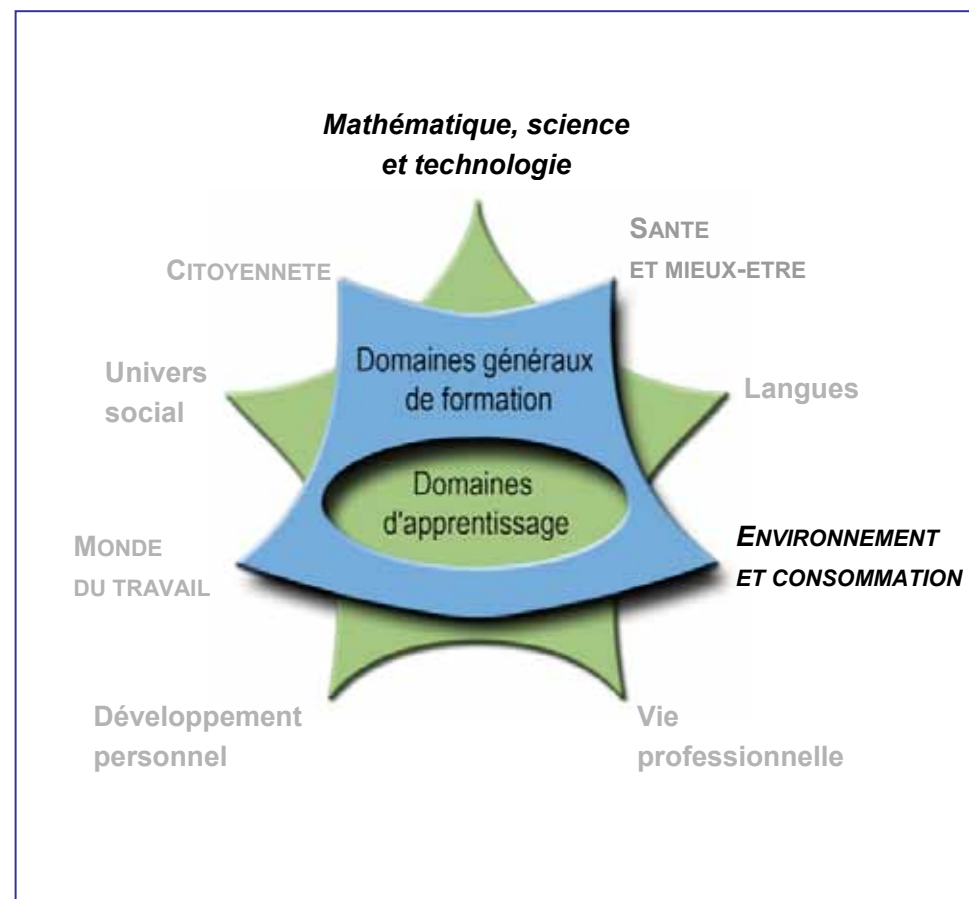 Mathématique, science
et technologie
SANTE
ET MIEUX-ETRE
CITOYENNETE
Domaines généraux
de formation
Univers
social
Langues
Domaines
d'apprentissage
MONDE
DU TRAVAIL
ENVIRONNEMENT
ET CONSOMMATION
Développement
personnel
Vie
professionnelle